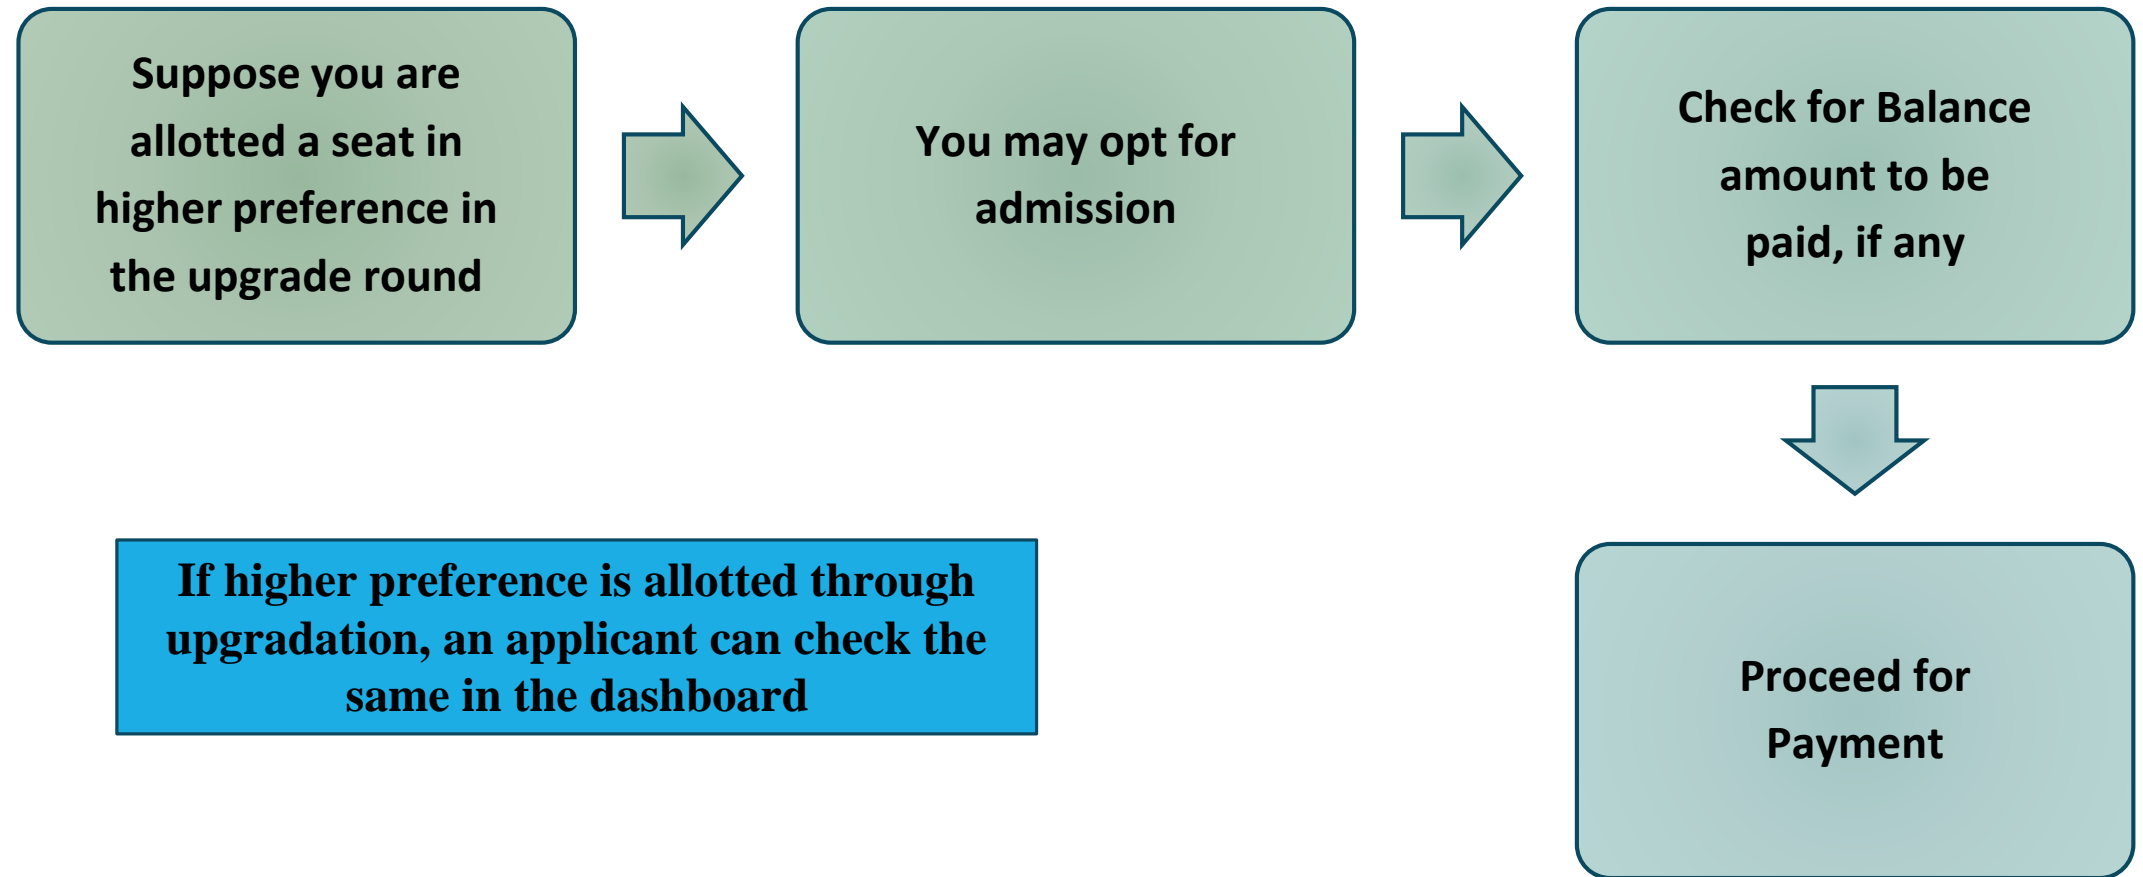 Suppose you are
allotted a seat in
higher preference in
the upgrade round
You may opt for
admission
Check for Balance
amount to be
paid, if any
If higher preference is allotted through
upgradation, an applicant can check the
same in the dashboard
Proceed for
Payment